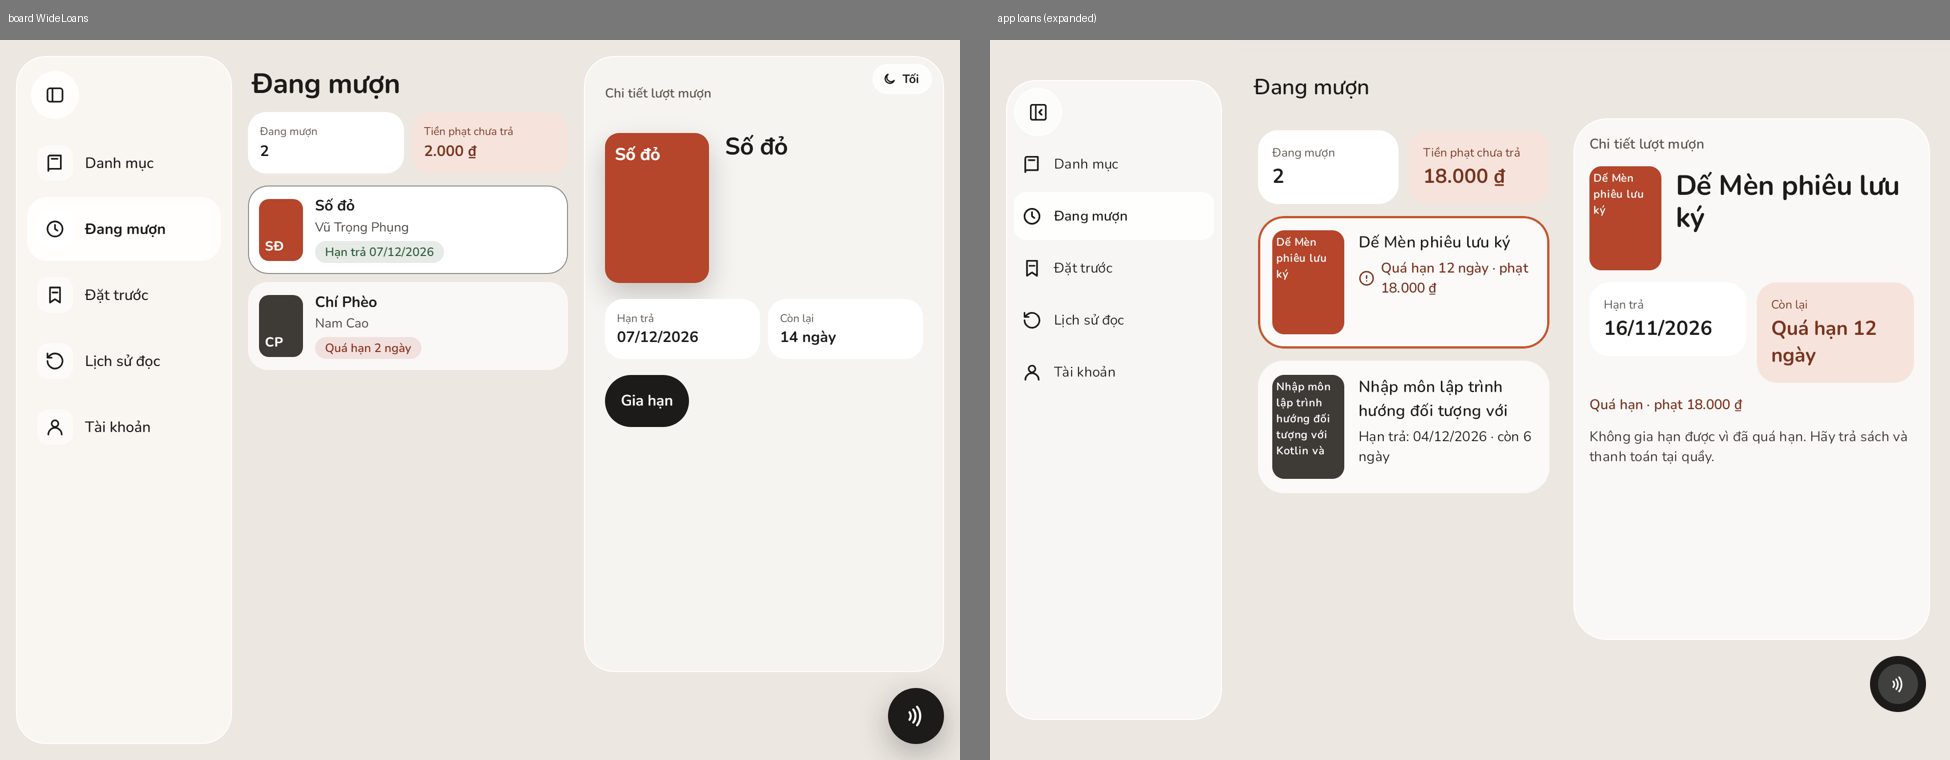 board WideLoans
Danh mục
Đang mượn
Đặt trước
Lịch sử đọc
Tài khoản
Đang mượn
Đang mượn
2
Tiền phạt chưa trả
2.000 ₫
SĐ
Số đỏ
Vũ Trọng Phụng
Hạn trả 07/12/2026
CP
Chí Phèo
Nam Cao
Quá hạn 2 ngày
Tối
Chi tiết lượt mượn
Số đỏ
Số đỏ
Hạn trả
07/12/2026
Còn lại
14 ngày
Gia hạn
app loans (expanded)
Danh mục
Đang mượn
Đặt trước
Lịch sử đọc
Tài khoản
Đang mượn
Đang mượn
2
Tiền phạt chưa trả
18.000 ₫
Dế Mèn
phiêu lưu
ký
Dế Mèn phiêu lưu ký
Quá hạn 12 ngày · phạt
18.000 ₫
Nhập môn
lập trình
hướng đối
tượng với
Kotlin và
Nhập môn lập trình
hướng đối tượng với
Hạn trả: 04/12/2026 · còn 6
ngày
Chi tiết lượt mượn
Dế Mèn
phiêu lưu
ký
Dế Mèn phiêu lưu
ký
Hạn trả
16/11/2026
Còn lại
Quá hạn 12
ngày
Quá hạn · phạt 18.000 ₫
Không gia hạn được vì đã quá hạn. Hãy trả sách và
thanh toán tại quầy.